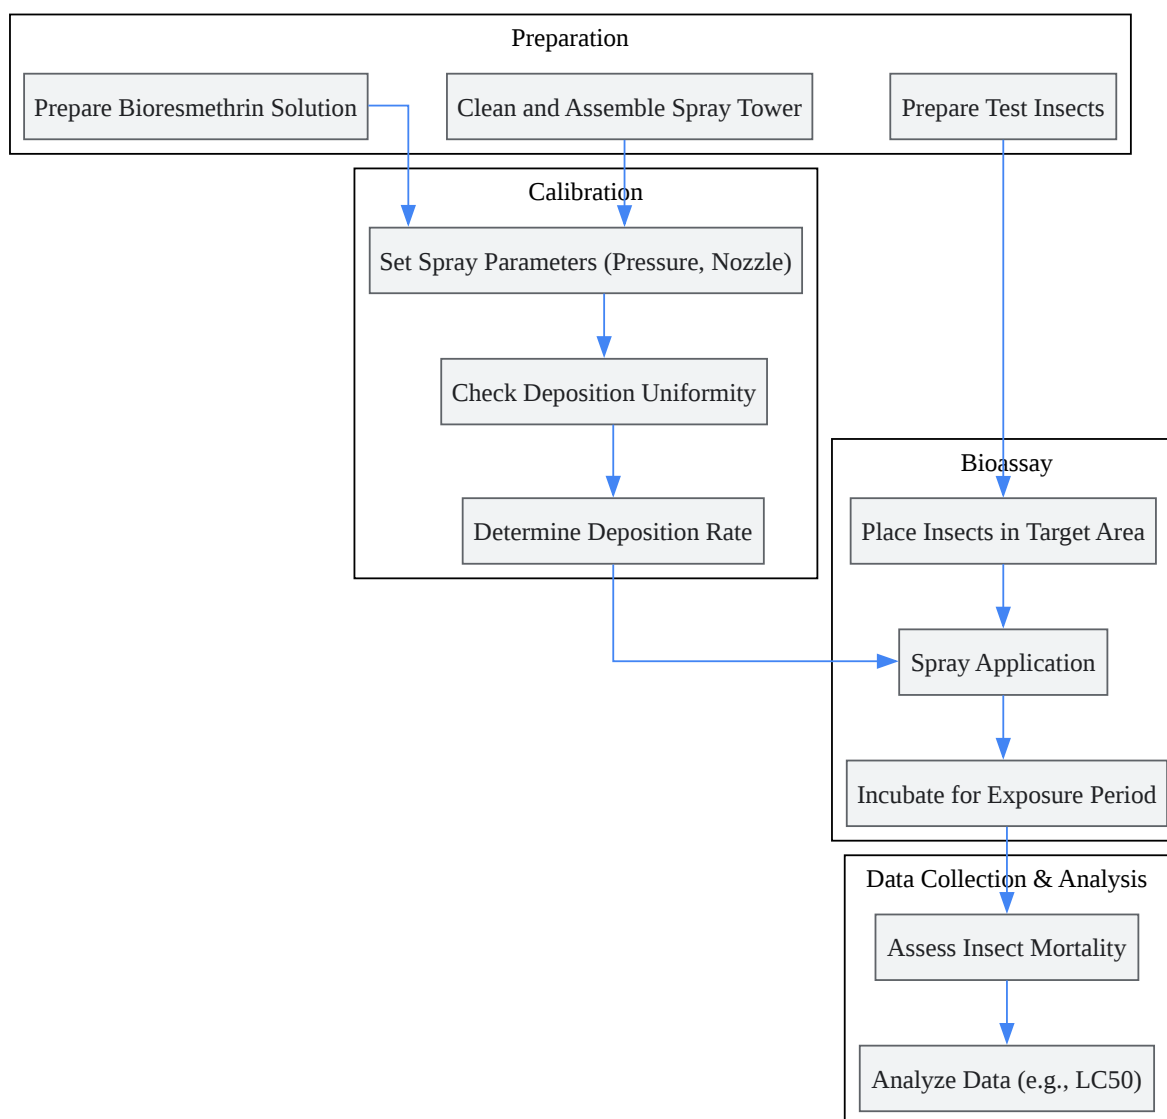 Preparation
Prepare Bioresmethrin Solution
Clean and Assemble Spray Tower
Prepare Test Insects
Calibration
Set Spray Parameters (Pressure, Nozzle)
Check Deposition Uniformity
Determine Deposition Rate
Bioassay
Place Insects in Target Area
Spray Application
Incubate for Exposure Period
Data Collection & Analysis
Assess Insect Mortality
Analyze Data (e.g., LC50)